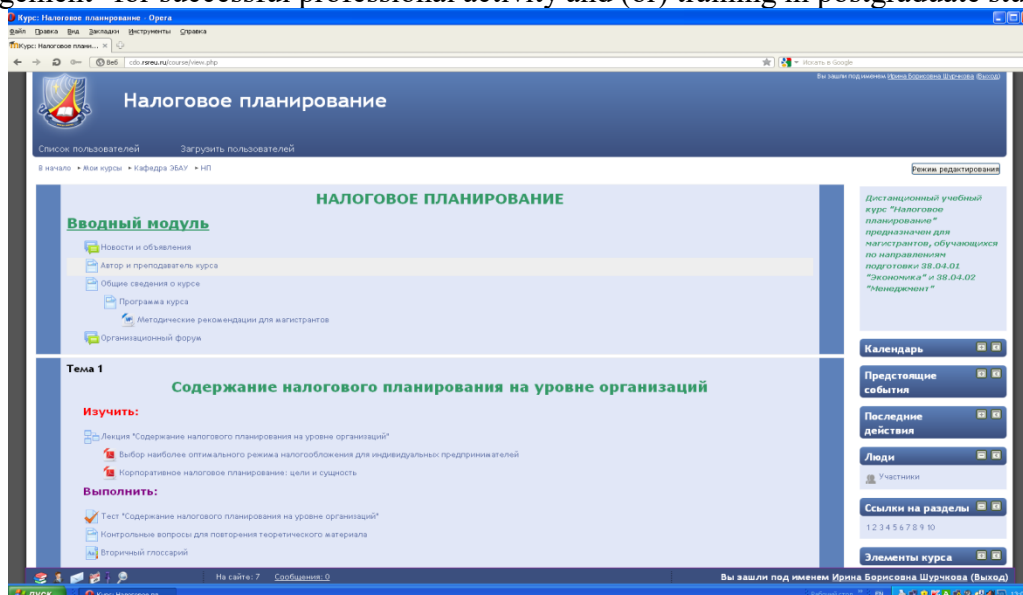 gement" for successful professional activity and (or) training in postgraduate stu
Курс: Налоговое планирование - Opera
Файл Правка Вид Закладки Инструменты Справка
Курс: Налоговое плани...
Веб cdo.rsreu.ru/course/view.php
Искать в Google
Вы зашли под именем Ирина Борисовна Шурчкова (Выход)
Налоговое планирование
Список пользователей Загрузить пользователей
В начало Мои курсы Кафедра ЭБАУ НП
Режим редактирования
НАЛОГОВОЕ ПЛАНИРОВАНИЕ
Вводный модуль
Новости и объявления
Автор и преподаватель курса
Общие сведения о курсе
Программа курса
Методические рекомендации для магистрантов
Организационный форум
Тема 1
Содержание налогового планирования на уровне организаций
Изучить:
Лекция "Содержание налогового планирования на уровне организаций"
Выбор наиболее оптимального режима налогообложения для индивидуальных предпринимателей
Корпоративное налоговое планирование: цели и сущность
Выполнить:
Тест "Содержание налогового планирования на уровне организаций"
Контрольные вопросы для повторения теоретического материала
Вторичный глоссарий
Дистанционный учебный
курс "Налоговое
планирование"
предназначен для
магистрантов, обучающихся
по направлениям
подготовки 38.04.01
"Экономика" и 38.04.02
"Менеджмент"
Календарь
Предстоящие
события
Последние
действия
Люди
Участники
Ссылки на разделы
1 2 3 4 5 6 7 8 9 10
Элементы курса
На сайте: 7 Сообщения: 0
Вы зашли под именем Ирина Борисовна Шурчкова (Выход)
пуск
EN